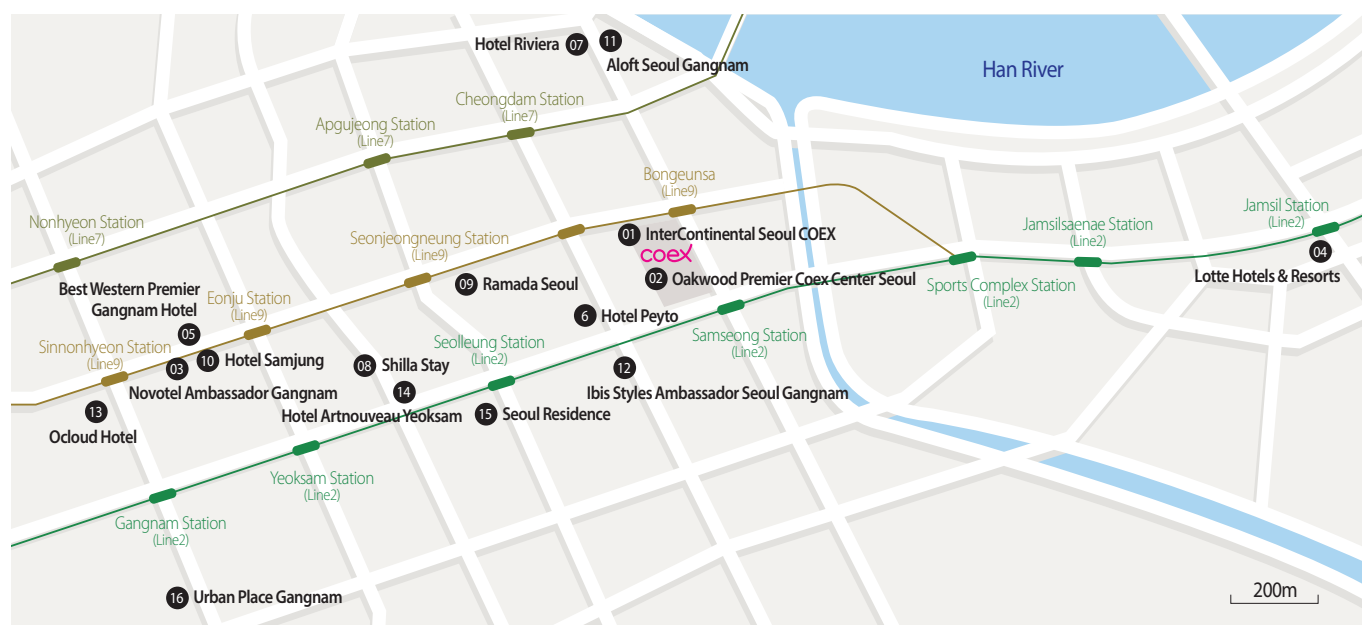 Hotel Riviera
07
11
Aloft Seoul Gangnam
Han River
Cheongdam Station
(Line7)
Apgujeong Station
(Line7)
Bongeunsa
(Line9)
Nonhyeon Station
(Line7)
Seonjeongneung Station
(Line9)
01
InterContinental Seoul COEX
coex
02
Oakwood Premier Coex Center Seoul
Jamsil Station
(Line2)
Jamsilsaenae Station
(Line2)
04
Lotte Hotels & Resorts
Sports Complex Station
(Line2)
Best Western Premier
Gangnam Hotel
05
Eonju Station
(Line9)
09
Ramada Seoul
6
Hotel Peyto
Samseong Station
(Line2)
Seolleung Station
(Line2)
Sinnonhyeon Station
(Line9)
10
Hotel Samjung
03
Novotel Ambassador Gangnam
08
Shilla Stay
14
Hotel Artnouveau Yeoksam
12
Ibis Styles Ambassador Seoul Gangnam
15
Seoul Residence
13
Ocloud Hotel
Yeoksam Station
(Line2)
Gangnam Station
(Line2)
16
Urban Place Gangnam
200m